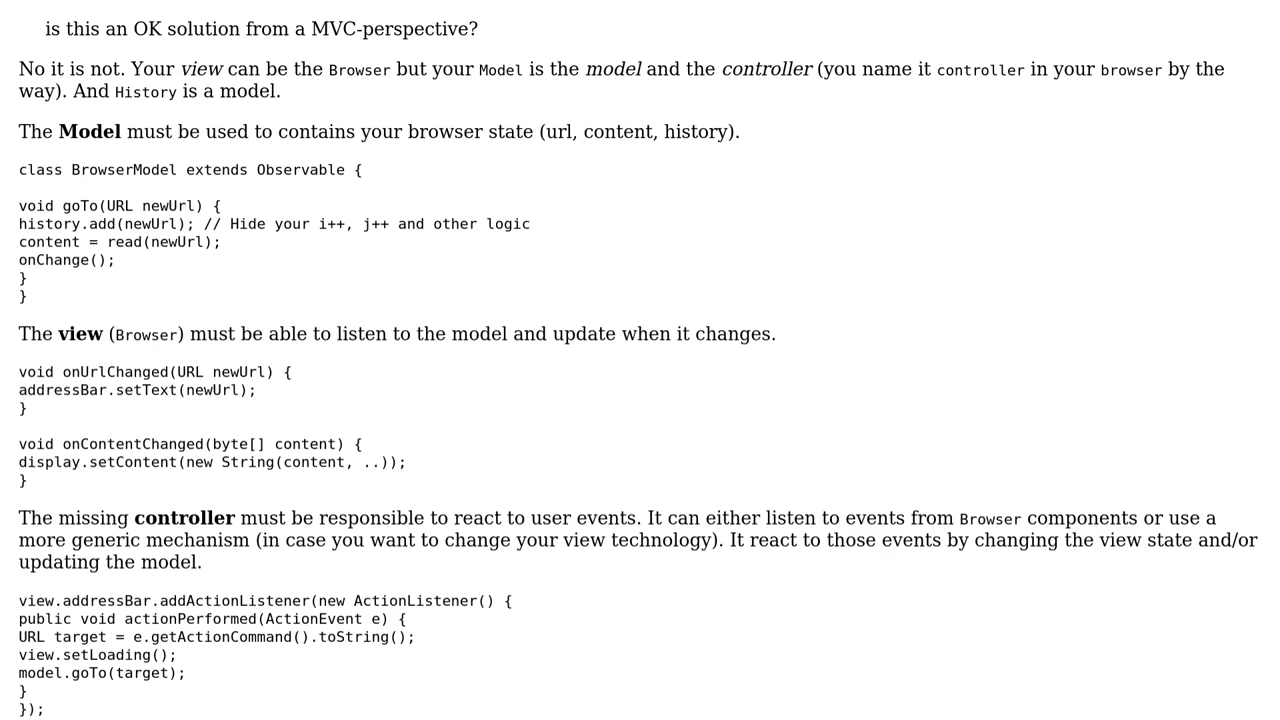 is this an OK solution from a MVC-perspective?
No it is not. Your view can be the Browser but your Model is the model and the controller (you name it controller in your browser by the
way). And History is a model.
The Model must be used to contains your browser state (url, content, history).
class BrowserModel extends Observable {
void goTo(URL newUrl) {
history.add(newUrl); // Hide your i++, j++ and other logic
content = read(newUrl);
onChange();
}
}
The view (Browser) must be able to listen to the model and update when it changes.
void onUrlChanged(URL newUrl) {
addressBar.setText(newUrl);
}
void onContentChanged(byte[] content) {
display.setContent(new String(content, ..));
}
The missing controller must be responsible to react to user events. It can either listen to events from Browser components or use a
more generic mechanism (in case you want to change your view technology). It react to those events by changing the view state and/or
updating the model.
view.addressBar.addActionListener(new ActionListener() {
public void actionPerformed(ActionEvent e) {
URL target = e.getActionCommand().toString();
view.setLoading();
model.goTo(target);
}
});